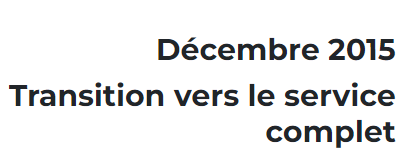 Décembre 2015
Transition vers le service
complet